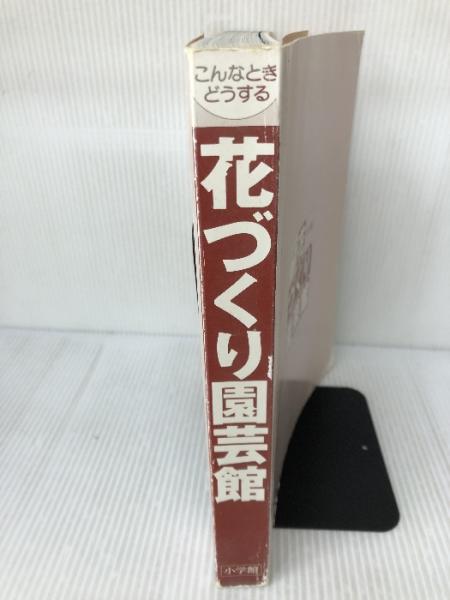 こんなとき
どうする
花づくり園芸館
小学館